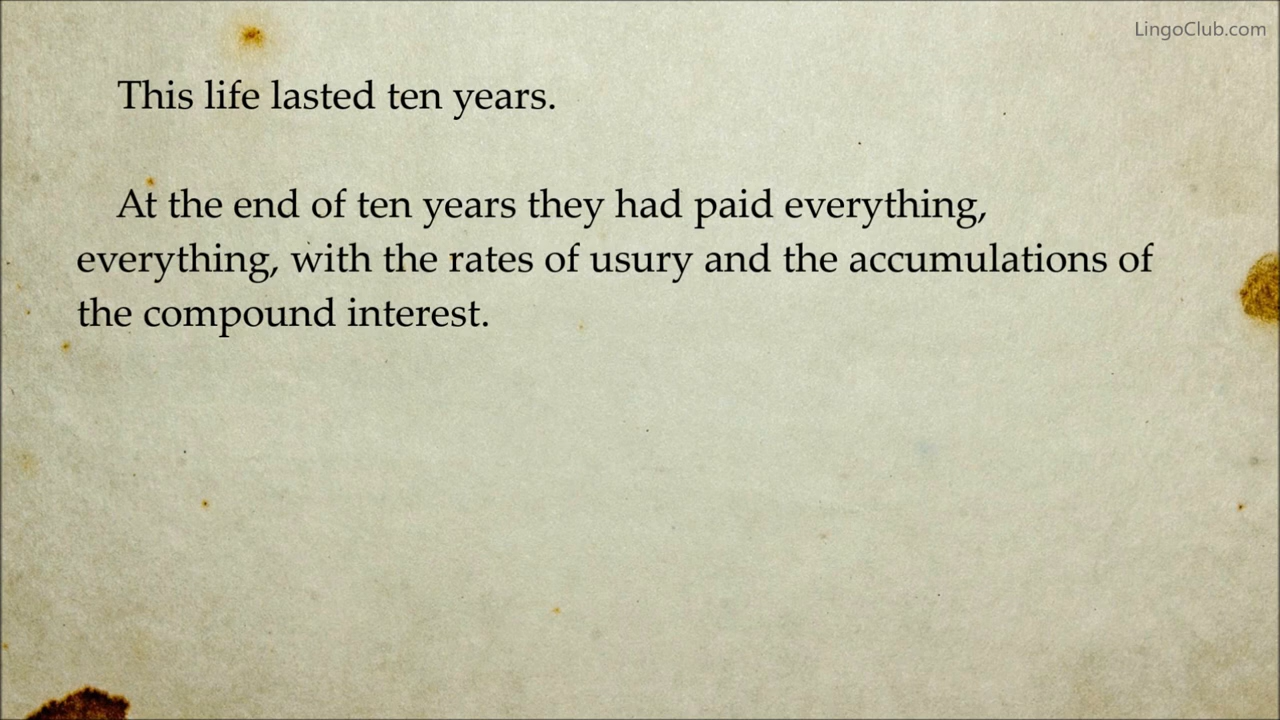 LingoClub.com
This life lasted ten years.
At the end of ten years they had paid everything,
everything, with the rates of usury and the accumulations of
the compound interest.